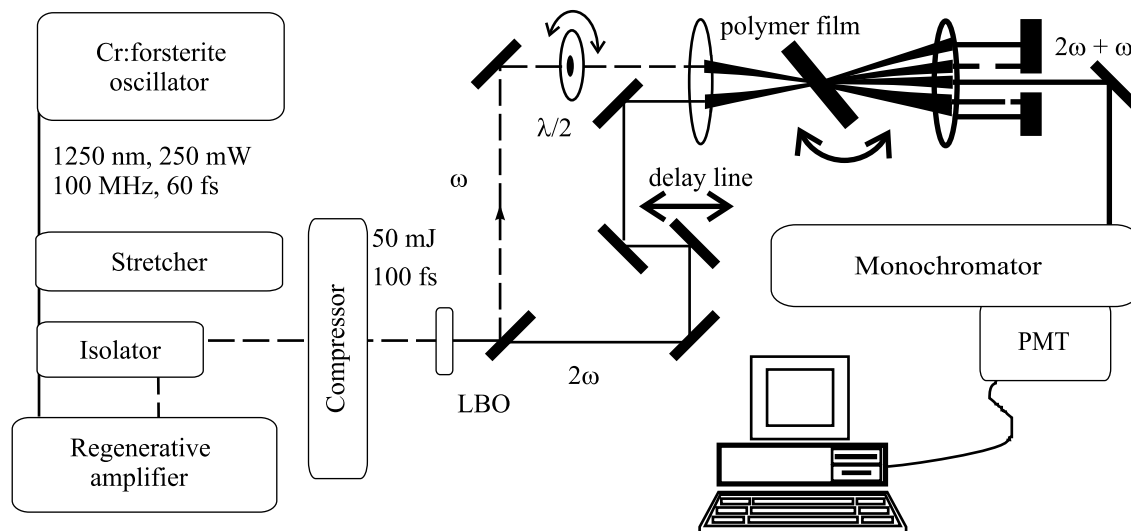 Cr:forsterite
oscillator
1250 nm, 250 mW
100 MHz, 60 fs
Stretcher
Isolator
Regenerative
amplifier
Compressor
50 mJ
100 fs
LBO
ω
2ω
λ/2
delay line
polymer film
2ω + ω
Monochromator
PMT